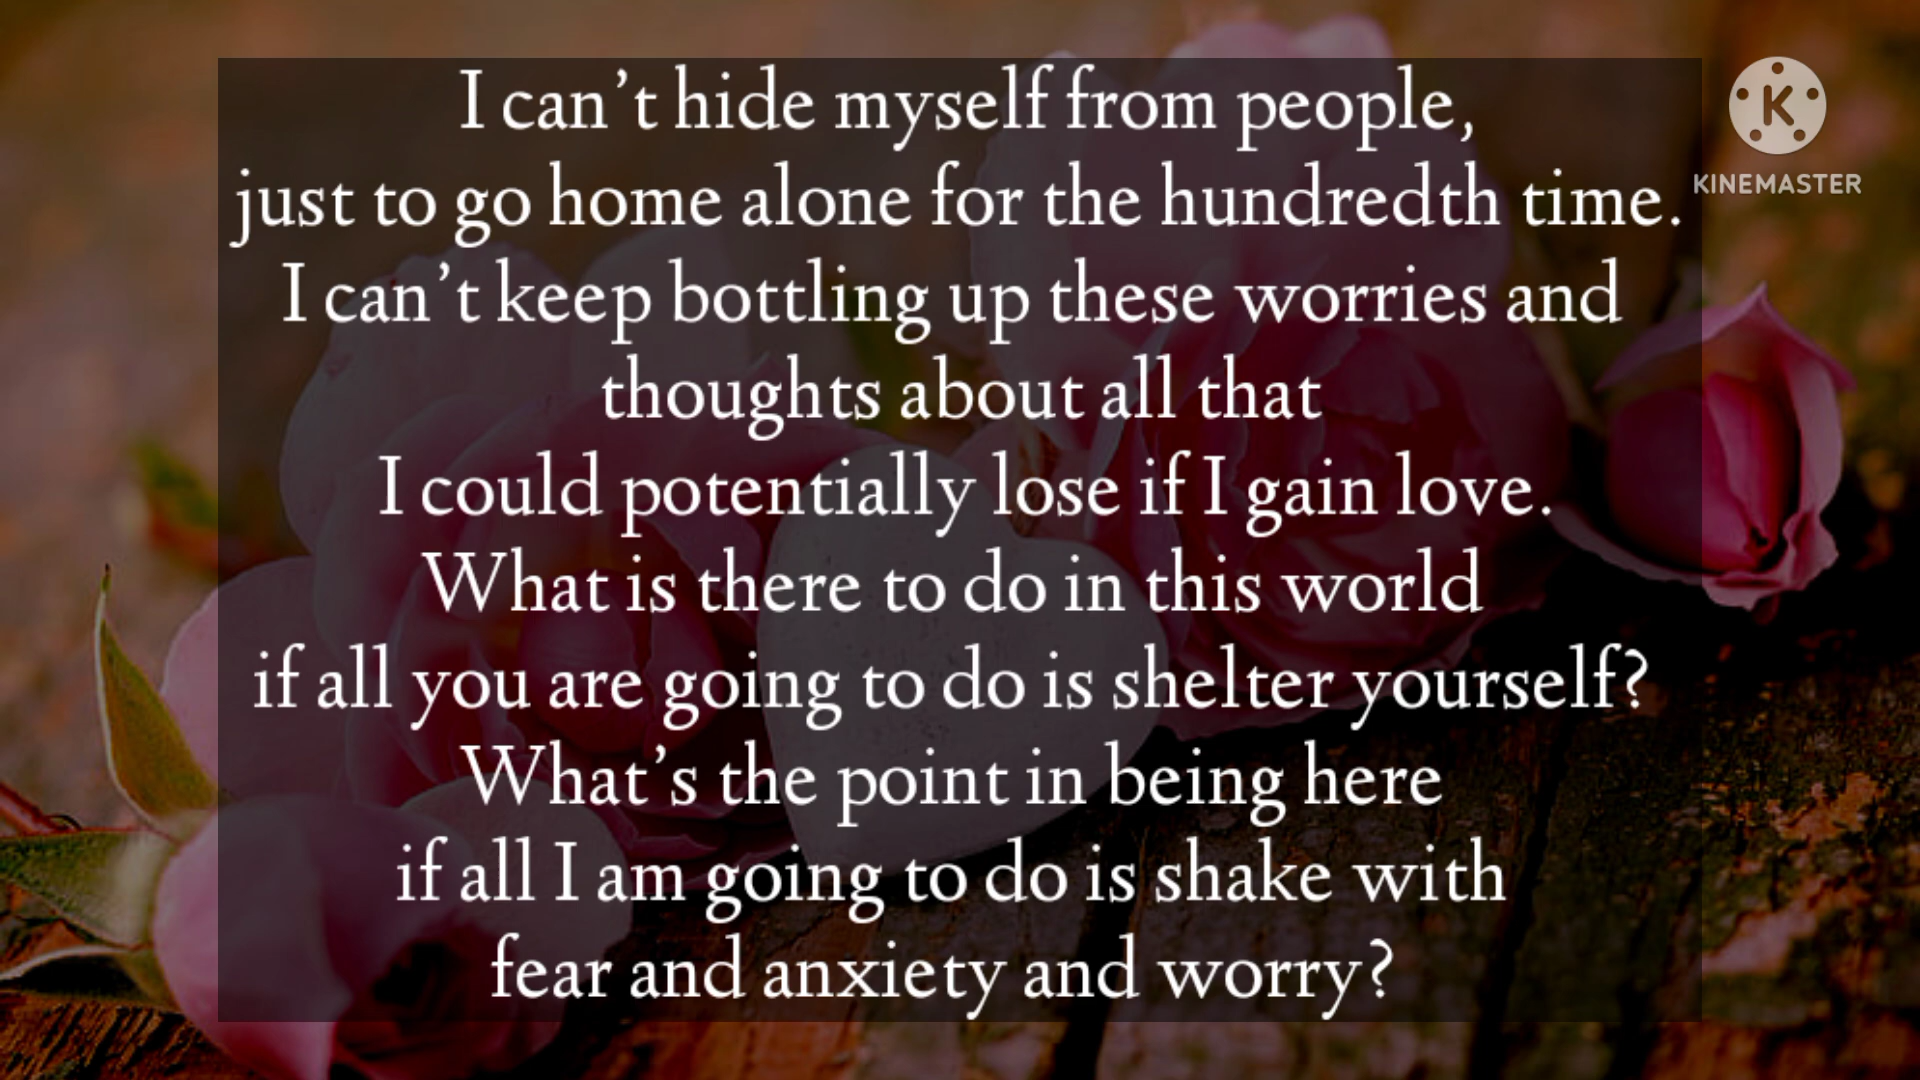 I can’t hide myself from people,
just to go home alone for the hundredth time.
I can’t keep bottling up these worries and
thoughts about all that
I could potentially lose if I gain love.
What is there to do in this world
if all you are going to do is shelter yourself?
What’s the point in being here
if all I am going to do is shake with
fear and anxiety and worry?
K
KINEMASTER